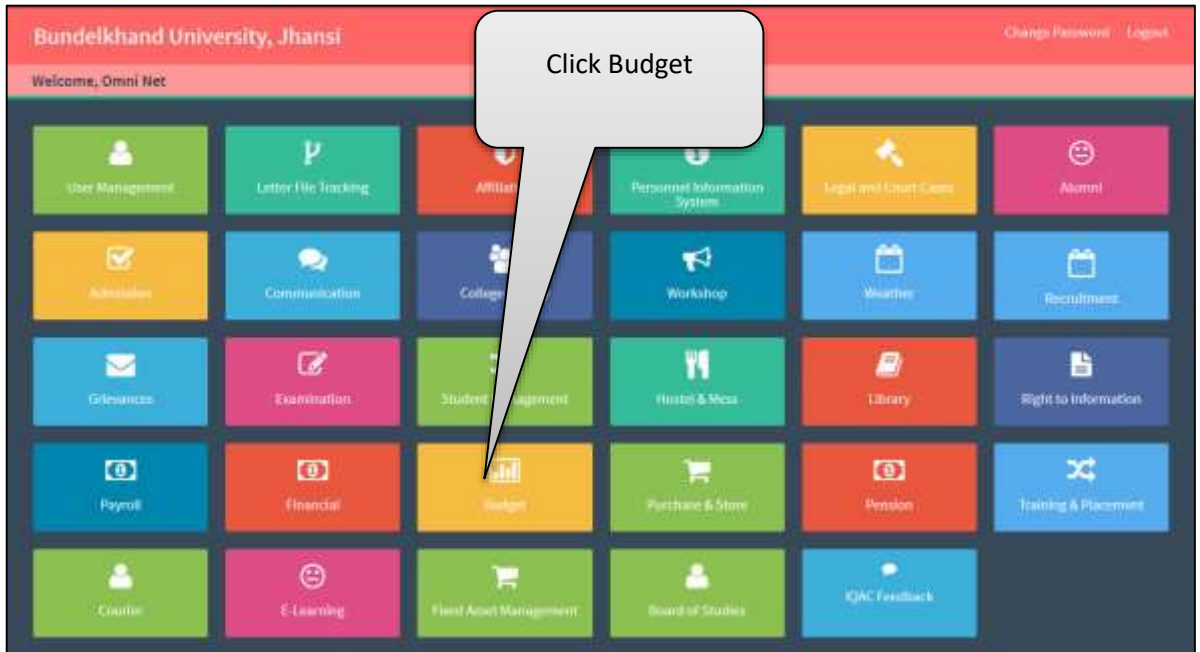 Bundelkhand University, Jhansi
Change Password Logout
Click Budget
Welcome, Omni Net
User Management
Letter File Tracking
Personnel Information
System
Legal and Court Cases
Alumni
Admission
Communication
College
Workshop
Weather
Recruitment
Grievances
Examination
Student
Hostel & Mess
Library
Right to Information
Payroll
Financial
Budget
Purchase & Store
Pension
Training & Placement
Courier
E-Learning
Fixed Asset Management
Board of Studies
IQAC Feedback